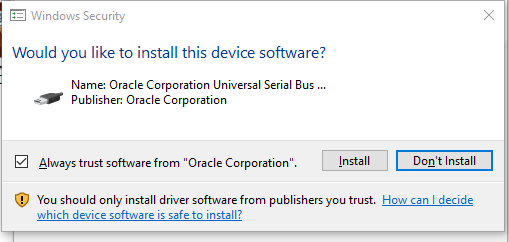 Windows Security
Would you like to install this device software?
Name: Oracle Corporation Universal Serial Bus ...
Publisher: Oracle Corporation
Always trust software from "Oracle Corporation".
Install
Don't Install
You should only install driver software from publishers you trust. How can I decide
which device software is safe to install?